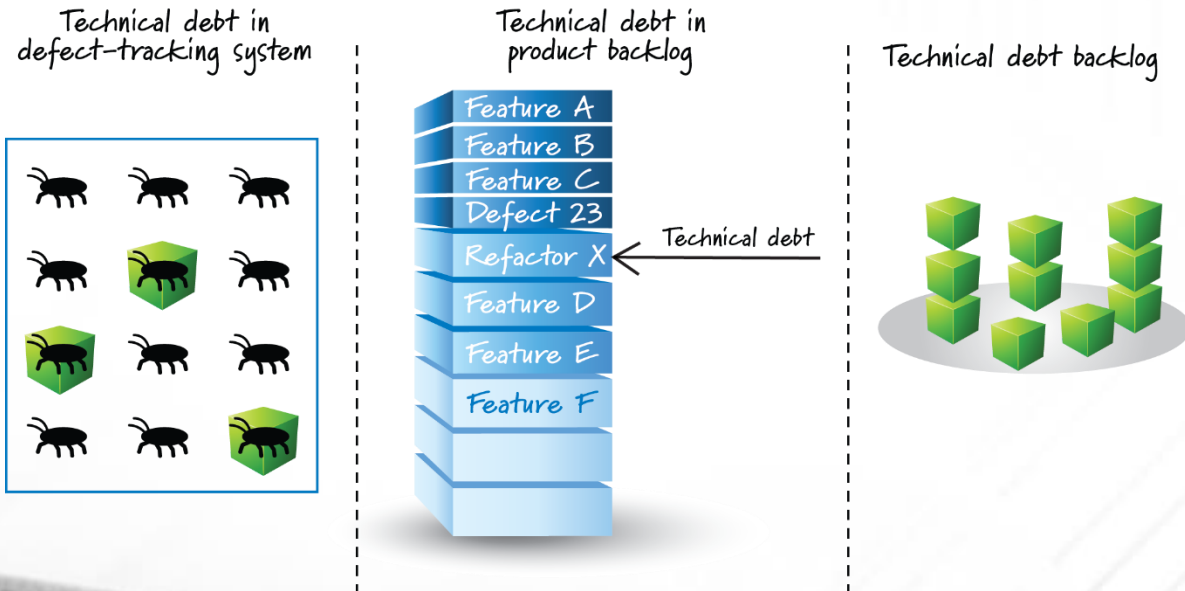 Technical debt in
defect-tracking system
Technical debt in
product backlog
Technical debt backlog
Feature A
Feature B
Feature C
Defect 23
Refactor X
Technical debt
Feature D
Feature E
Feature F